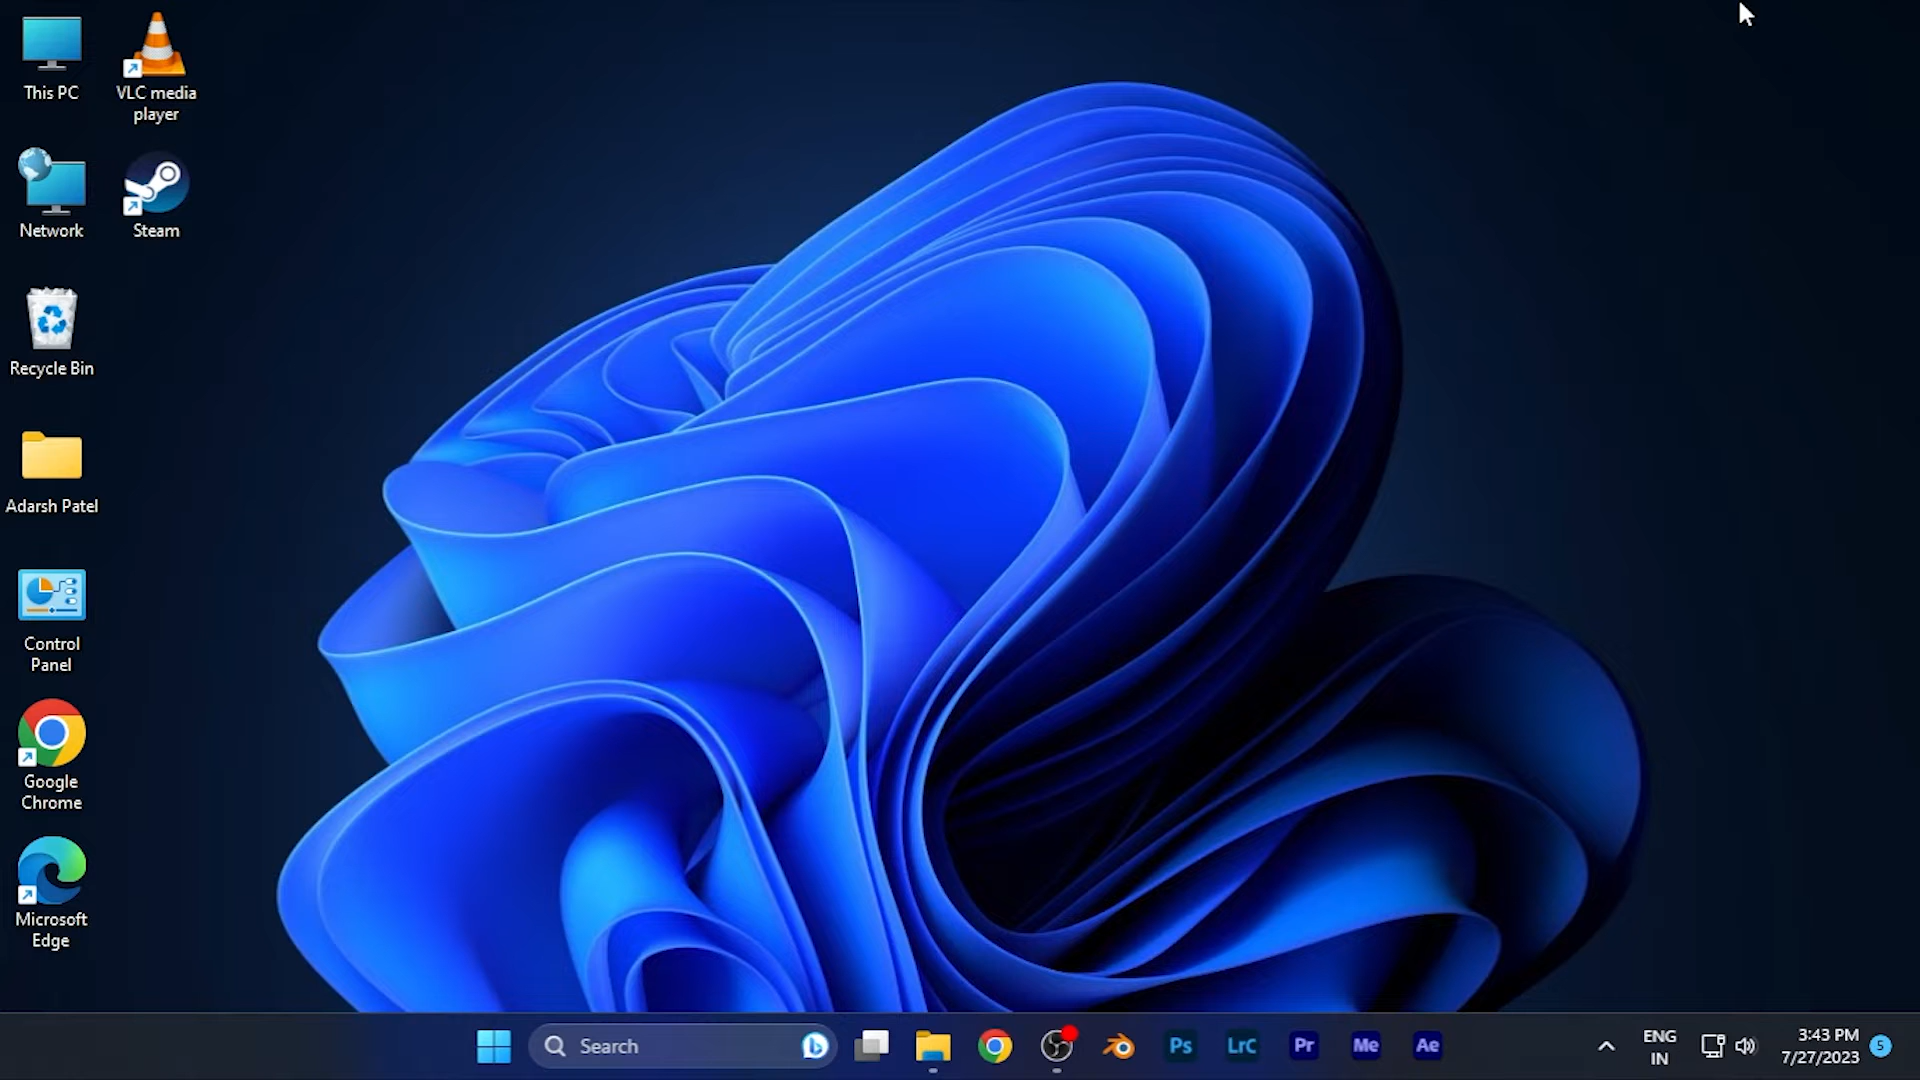 This PC
VLC media
player
Network
Steam
Recycle Bin
Adarsh Patel
Control
Panel
Google
Chrome
Microsoft
Edge
Search
Ps
LrC
Pr
Me
Ae
ENG
IN
3:43 PM
7/27/2023
5